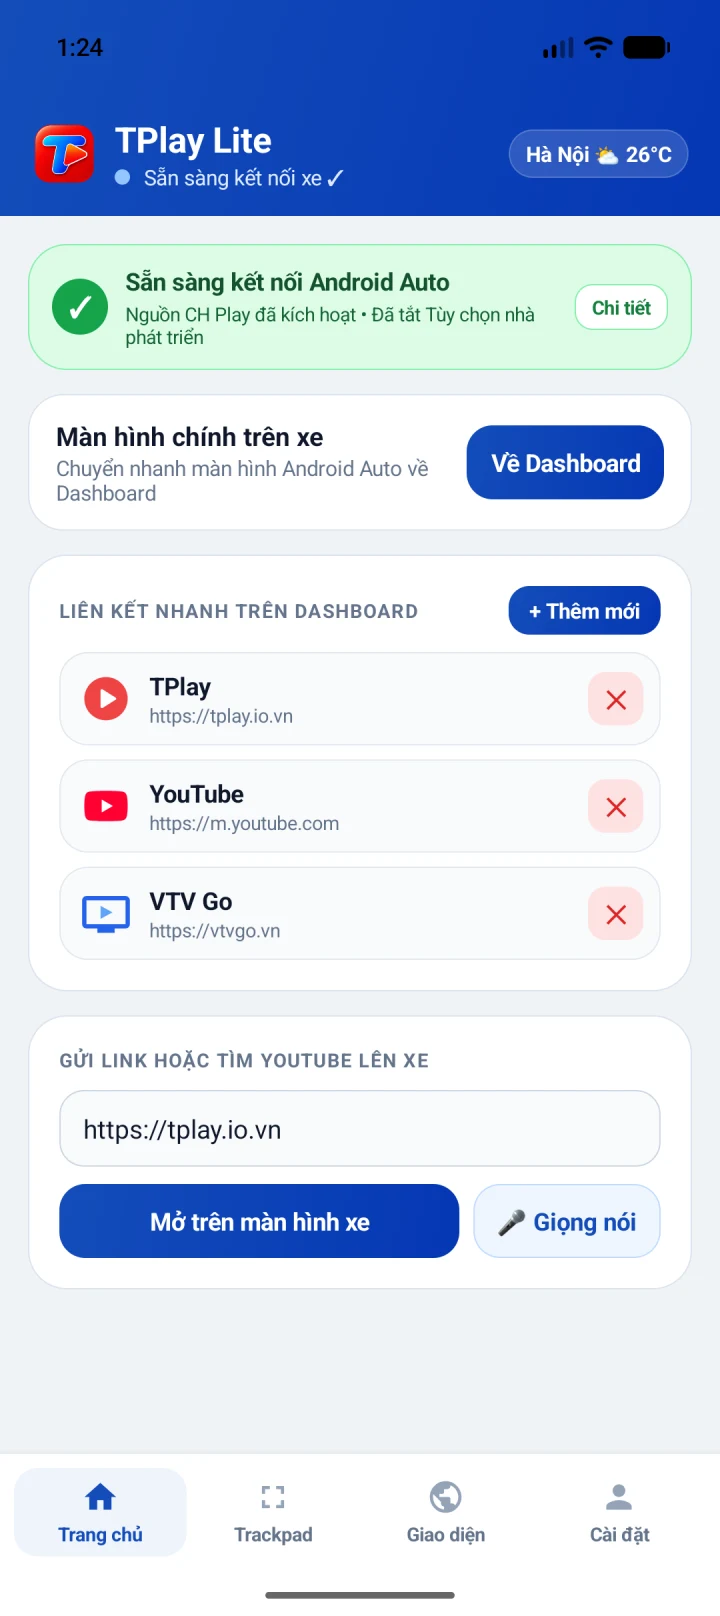 1:24
TPlay Lite
Sẵn sàng kết nối xe ✓
Hà Nội ⛅ 26°C
Sẵn sàng kết nối Android Auto
Nguồn CH Play đã kích hoạt • Đã tắt Tùy chọn nhà
phát triển
Chi tiết
Màn hình chính trên xe
Chuyển nhanh màn hình Android Auto về
Dashboard
Về Dashboard
LIÊN KẾT NHANH TRÊN DASHBOARD
+ Thêm mới
TPlay
https://tplay.io.vn
YouTube
https://m.youtube.com
VTV Go
https://vtvgo.vn
GỬI LINK HOẶC TÌM YOUTUBE LÊN XE
https://tplay.io.vn
Mở trên màn hình xe
🎤 Giọng nói
Trang chủ
Trackpad
Giao diện
Cài đặt